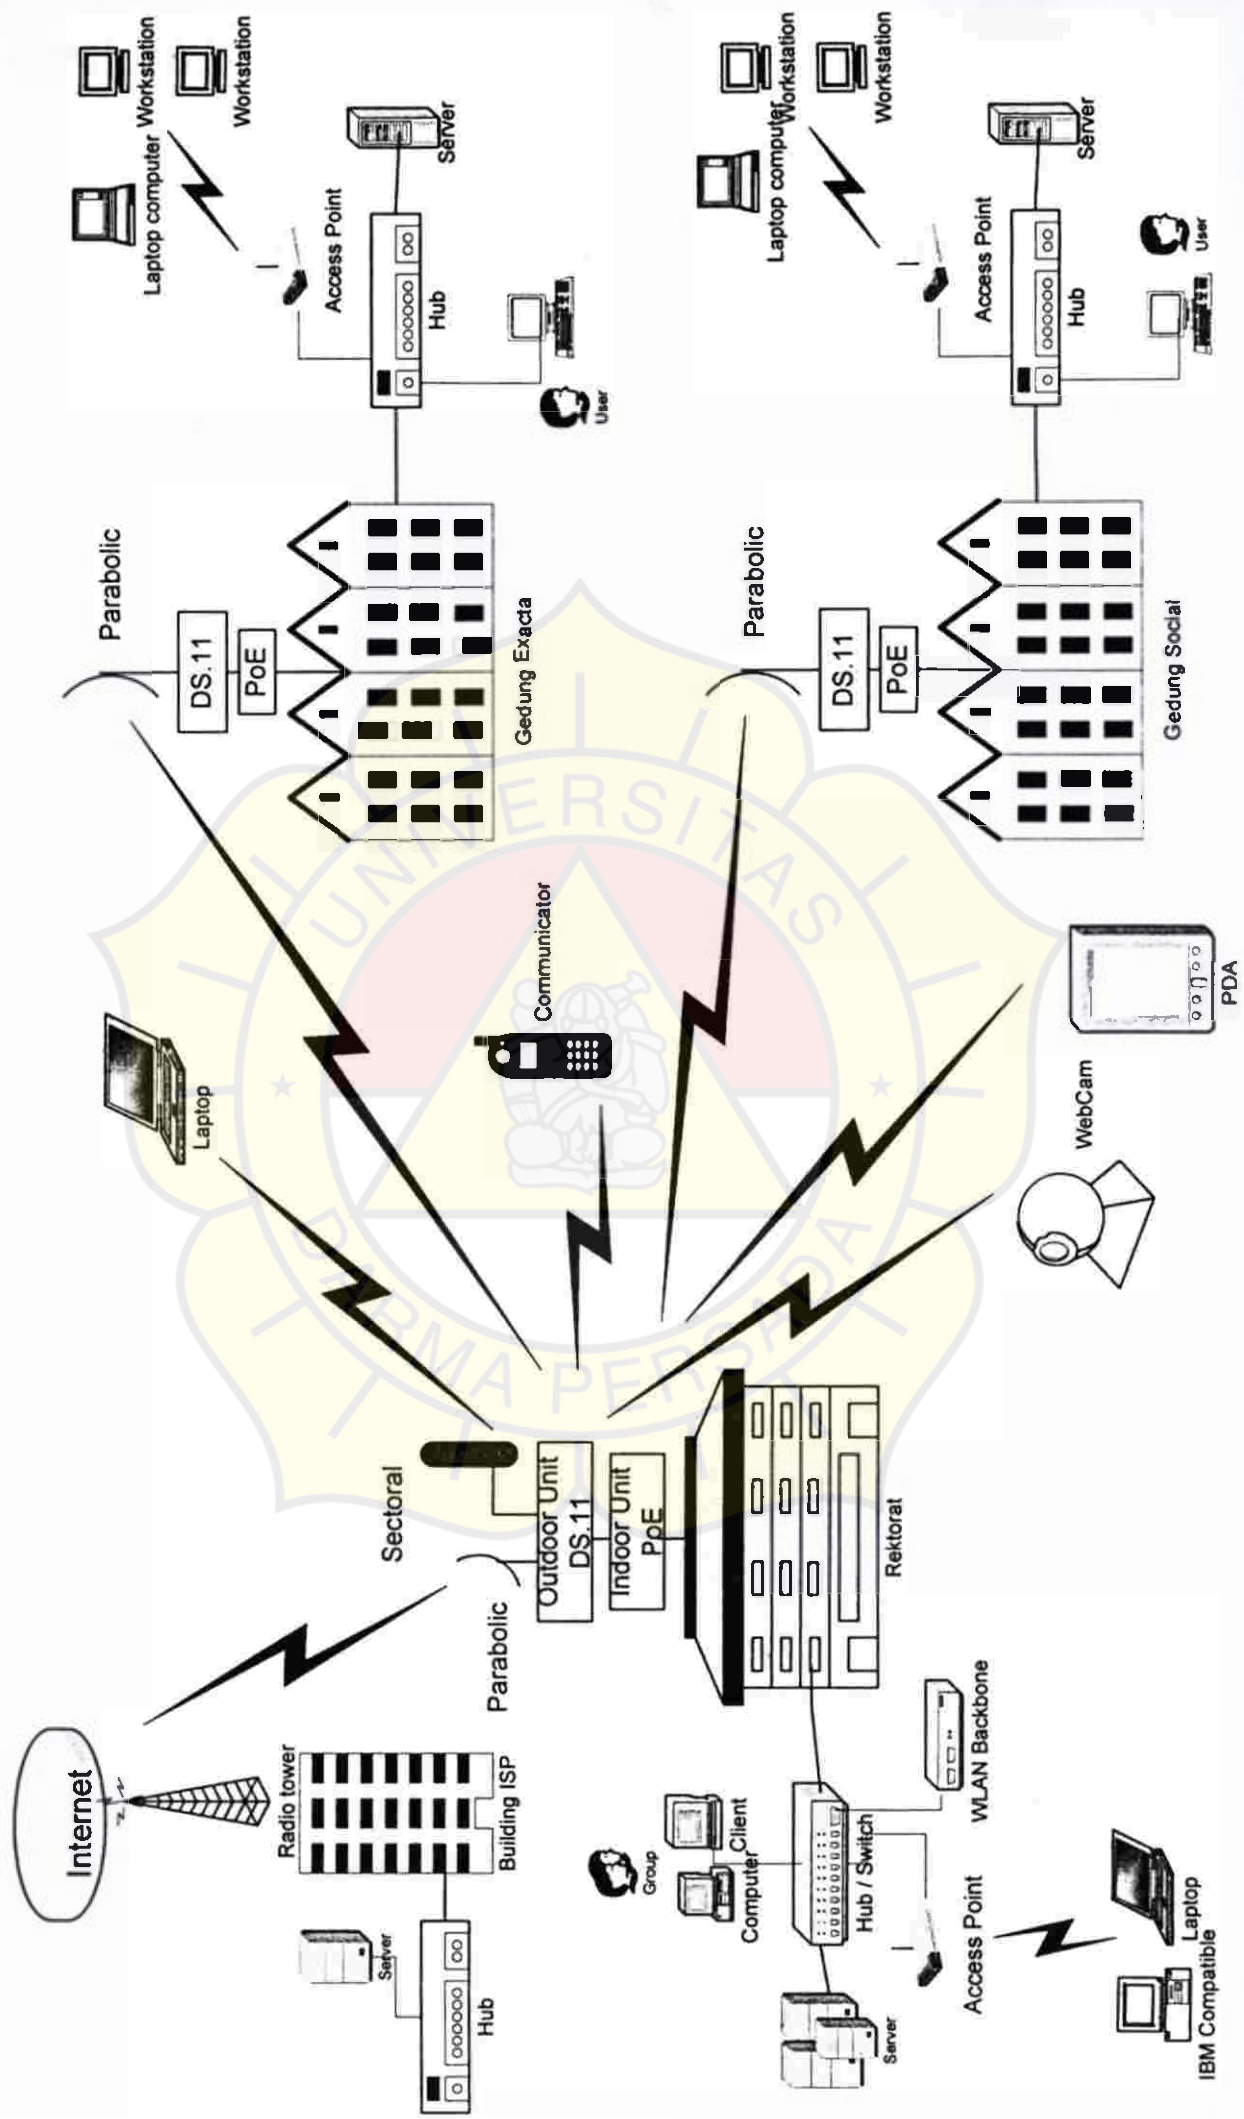 Internet
Radio tower
Building ISP
Server
Hub
Parabolic
Sectoral
Outdoor Unit
DS.11
Indoor Unit
PoE
Rektorat
Group
Computer
Client
Hub / Switch
Server
WLAN Backbone
Access Point
Laptop
IBM Compatible
Laptop
Communicator
WebCam
PDA
Parabolic
DS.11
PoE
Gedung Exacta
Laptop computer
Workstation
Workstation
Access Point
Hub
Server
User
Parabolic
DS.11
PoE
Gedung Social
Laptop computer
Workstation
Workstation
Access Point
Hub
Server
User
UNIVERSITAS
DARMA PERSADA